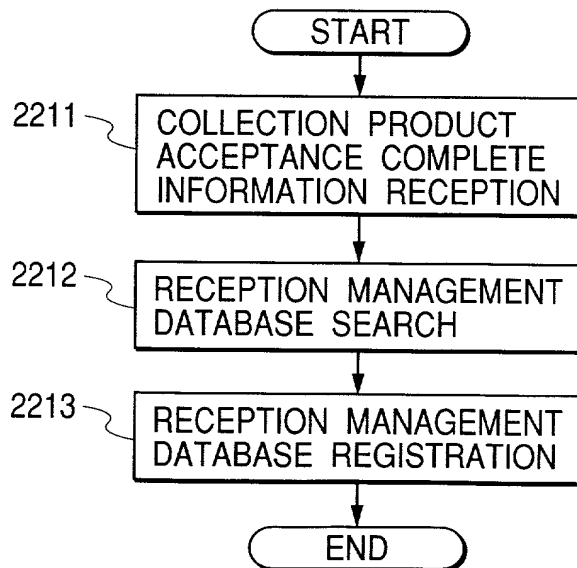 START
2211
COLLECTION PRODUCT
ACCEPTANCE COMPLETE
INFORMATION RECEPTION
2212
RECEPTION MANAGEMENT
DATABASE SEARCH
2213
RECEPTION MANAGEMENT
DATABASE REGISTRATION
END